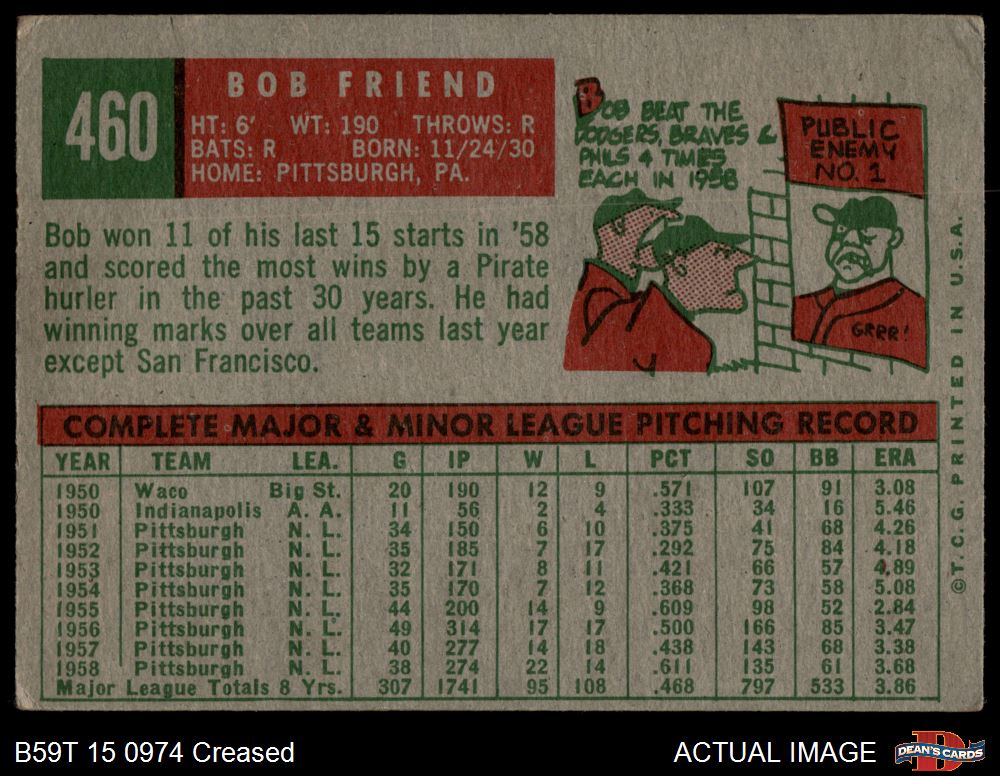 460
BOB FRIEND
HT: 6' WT: 190 THROWS: R
BATS: R BORN: 11/24/30
HOME: PITTSBURGH, PA.
BOB BEAT THE
DODGERS, BRAVES &
PHILS 4 TIMES
EACH IN 1958
PUBLIC
ENEMY
NO. 1
GRRR!
Bob won 11 of his last 15 starts in '58
and scored the most wins by a Pirate
hurler in the past 30 years. He had
winning marks over all teams last year
except San Francisco.
COMPLETE MAJOR & MINOR LEAGUE PITCHING RECORD
YEAR TEAM LEA. G IP W L PCT SO BB ERA
1950 Waco Big St. 20 190 12 9 .571 107 91 3.08
1950 Indianapolis A. A. 11 56 2 4 .333 34 16 5.46
1951 Pittsburgh N. L. 34 150 6 10 .375 41 68 4.26
1952 Pittsburgh N. L. 35 185 7 17 .292 75 84 4.18
1953 Pittsburgh N. L. 32 171 8 11 .421 66 57 4.89
1954 Pittsburgh N. L. 35 170 7 12 .368 73 58 5.08
1955 Pittsburgh N. L. 44 200 14 9 .609 98 52 2.84
1956 Pittsburgh N. L. 49 314 17 17 .500 166 85 3.47
1957 Pittsburgh N. L. 40 277 14 18 .438 143 68 3.38
1958 Pittsburgh N. L. 38 274 22 14 .611 135 61 3.68
Major League Totals 8 Yrs. 307 1741 95 108 .468 797 533 3.86
©T. C. G. PRINTED IN U.S.A.
B59T 15 0974 Creased
ACTUAL IMAGE
D
DEAN'S CARDS